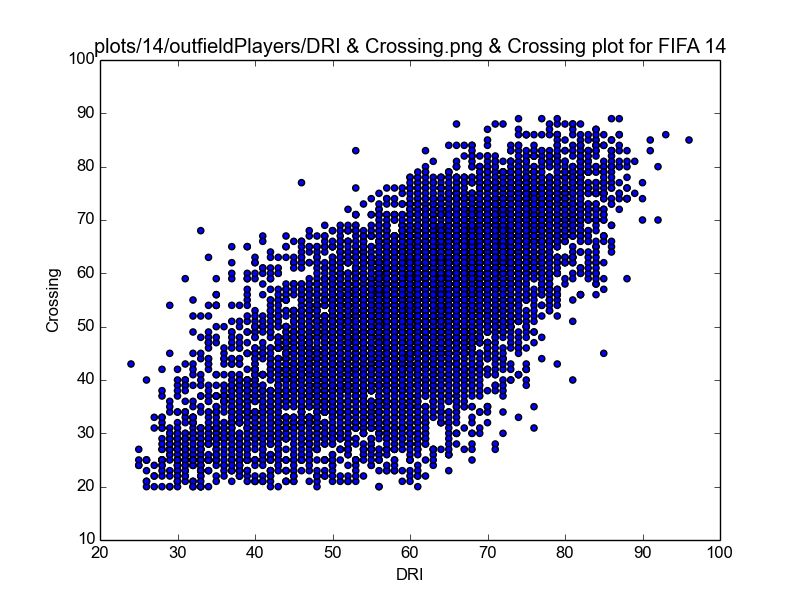 plots/14/outfieldPlayers/DRI & Crossing.png & Crossing plot for FIFA 14
100
90
80
70
60
50
40
30
20
10
Crossing
20 30 40 50 60 70 80 90 100
DRI